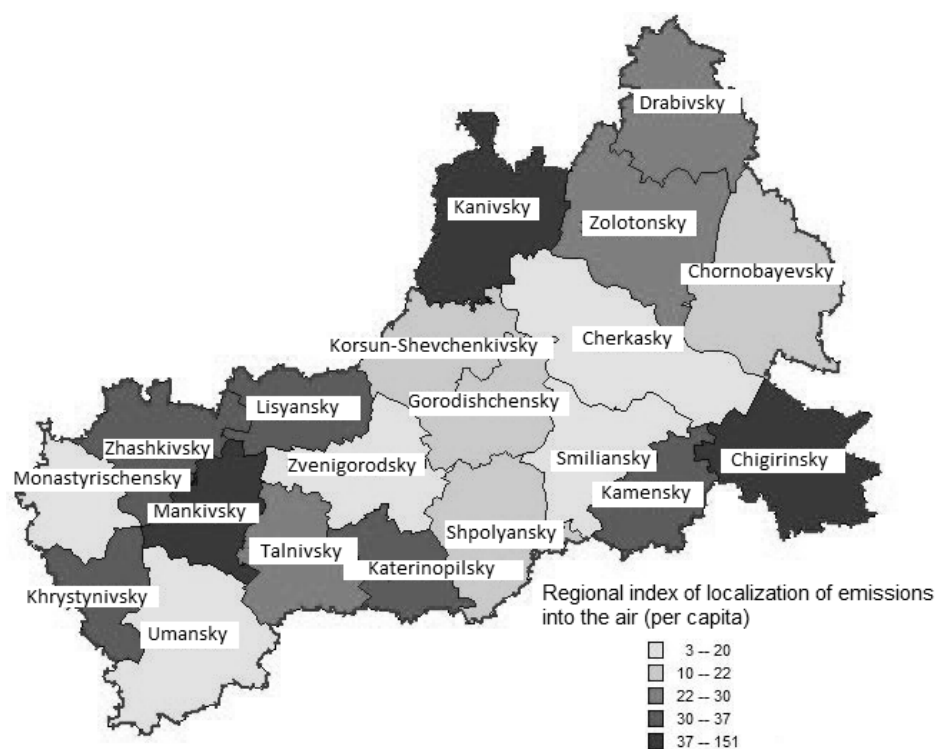 Drabivsky
Kanivsky
Zolotonsky
Chornobayevsky
Korsun-Shevchenkivsky
Cherkasky
Lisyansky
Gorodishchensky
Zhashkivsky
Zvenigorodsky
Smiliansky
Chigirinsky
Monastyrischensky
Kamensky
Mankivsky
Shpolyansky
Talnivsky
Katerinopilsky
Khrystynivsky
Umansky
Regional index of localization of emissions
into the air (per capita)
3 -- 20
10 -- 22
22 -- 30
30 -- 37
37 -- 151